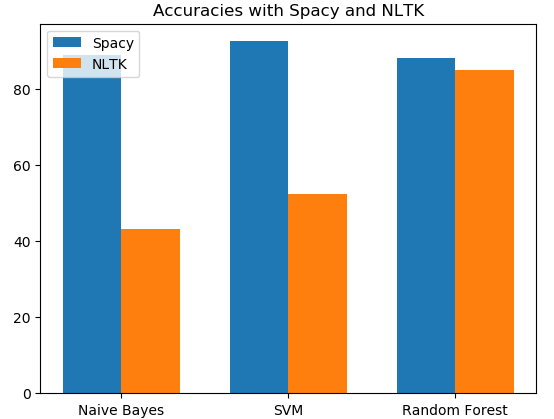 Accuracies with Spacy and NLTK
Spacy
NLTK
80
60
40
20
0
Naive Bayes SVM Random Forest